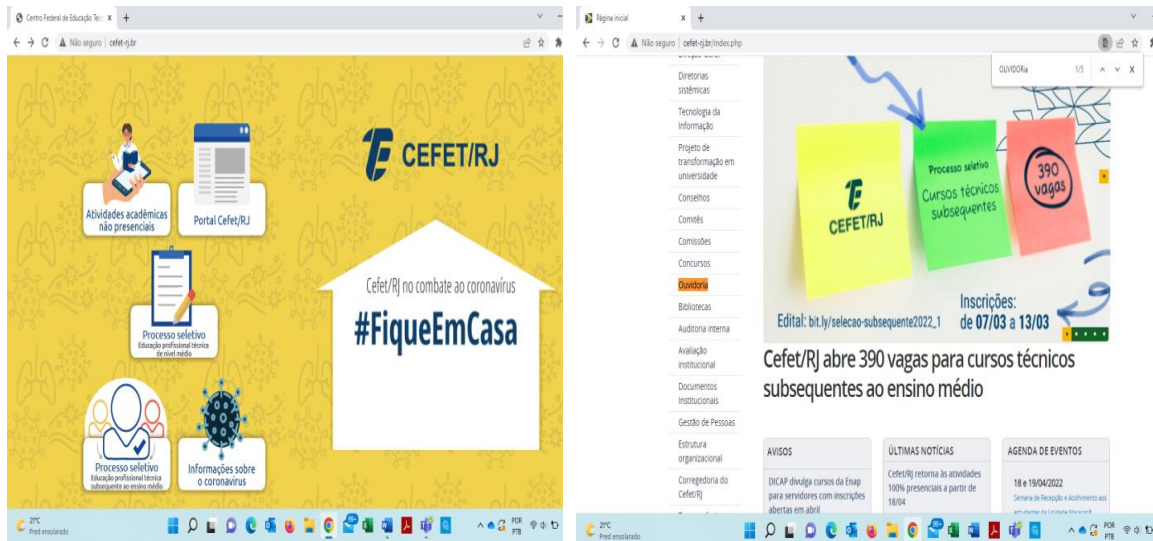 Centro Federal de Educação Tec
Não seguro | cefet-rj.br
CEFET/RJ
Atividades acadêmicas
não presenciais
Portal Cefet/RJ
Cefet/RJ no combate ao coronavírus
#FiqueEmCasa
Processo seletivo
Educação profissional técnica
de nível médio
Processo seletivo
Educação profissional técnica
subsequente ao ensino médio
Informações sobre
o coronavírus
21°C
Pred ensolarado
99+
POR
PTB
Página inicial
Não seguro | cefet-rj.br/index.php
OUVIDORia
1/5
Diretorias
sistêmicas
Tecnologia da
Informação
Projeto de
transformação em
universidade
Conselhos
Comitês
Comissões
Concursos
Ouvidoria
Bibliotecas
Auditoria interna
Avaliação
institucional
Documentos
Institucionais
Gestão de Pessoas
Estrutura
organizacional
Corregedoria do
Cefet/RJ
CEFET/RJ
Processo seletivo
Cursos técnicos
subsequentes
390
vagas
Inscrições:
de 07/03 a 13/03
Edital: bit.ly/selecao-subsequente2022_1
Cefet/RJ abre 390 vagas para cursos técnicos
subsequentes ao ensino médio
AVISOS
DICAP divulga cursos da Enap
para servidores com inscrições
abertas em abril
ÚLTIMAS NOTÍCIAS
Cefet/RJ retorna às atividades
100% presenciais a partir de
18/04
AGENDA DE EVENTOS
18 e 19/04/2022
Semana de Recepção e Acolhimento aos
21°C
Pred ensolarado
99+
POR
PTB